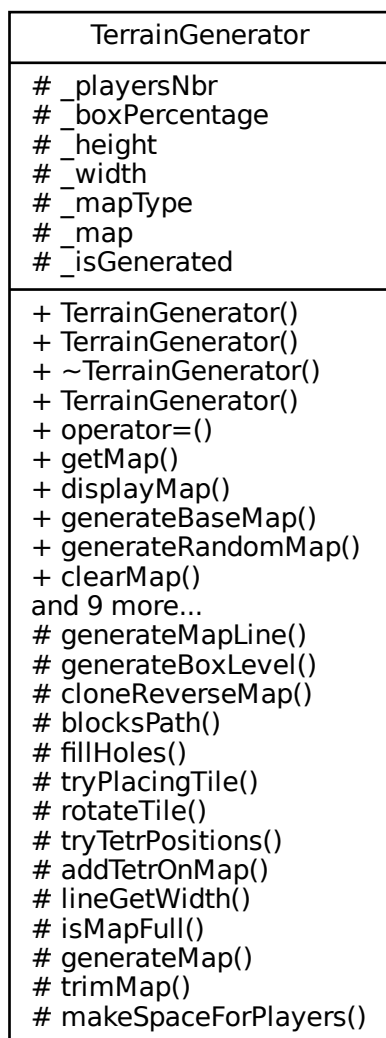 TerrainGenerator
# _playersNbr
# _boxPercentage
# _height
# _width
# _mapType
# _map
# _isGenerated
+ TerrainGenerator()
+ TerrainGenerator()
+ ~TerrainGenerator()
+ TerrainGenerator()
+ operator=()
+ getMap()
+ displayMap()
+ generateBaseMap()
+ generateRandomMap()
+ clearMap()
and 9 more...
# generateMapLine()
# generateBoxLevel()
# cloneReverseMap()
# blocksPath()
# fillHoles()
# tryPlacingTile()
# rotateTile()
# tryTetrPositions()
# addTetrOnMap()
# lineGetWidth()
# isMapFull()
# generateMap()
# trimMap()
# makeSpaceForPlayers()